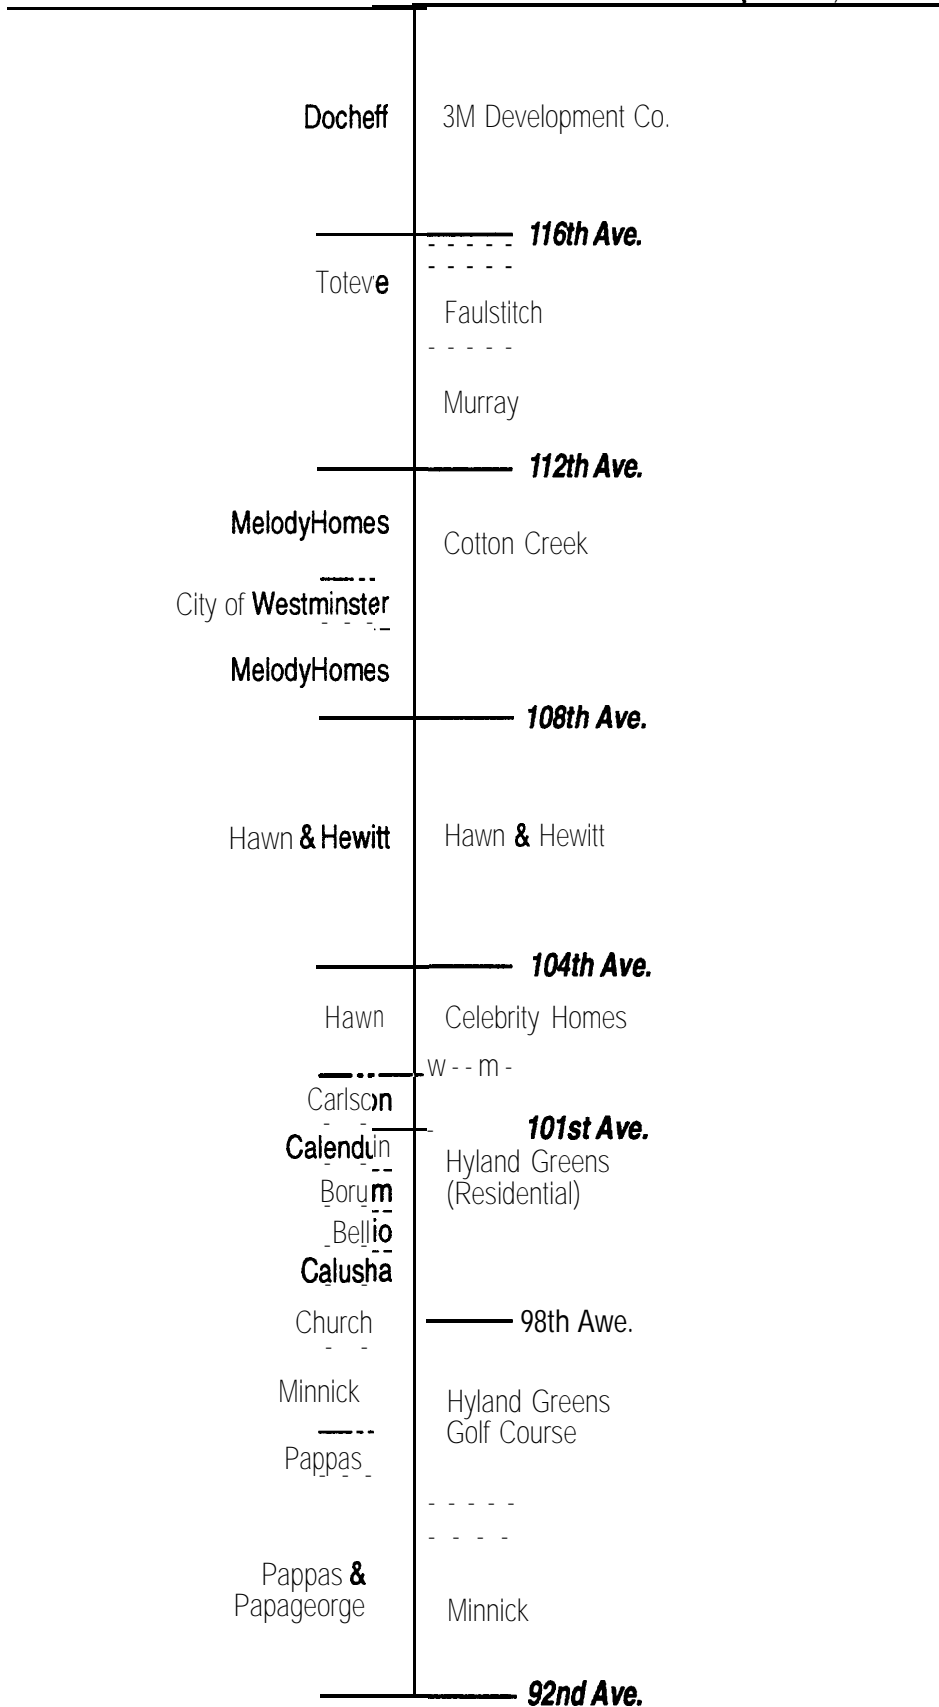 Docheff 3M Development Co.
116th Ave.
Toteve
Faulstitch
Murray
112th Ave.
MelodyHomes
Cotton Creek
City of Westminster
MelodyHomes
108th Ave.
Hawn & Hewitt Hawn & Hewitt
104th Ave.
Hawn Celebrity Homes
w - - m -
Carlson
101st Ave.
Calenduin
Hyland Greens
Borum (Residential)
Bellio
Calusha
Church 98th Awe.
Minnick
Hyland Greens
Golf Course
Pappas
Pappas &
Papageorge
Minnick
92nd Ave.